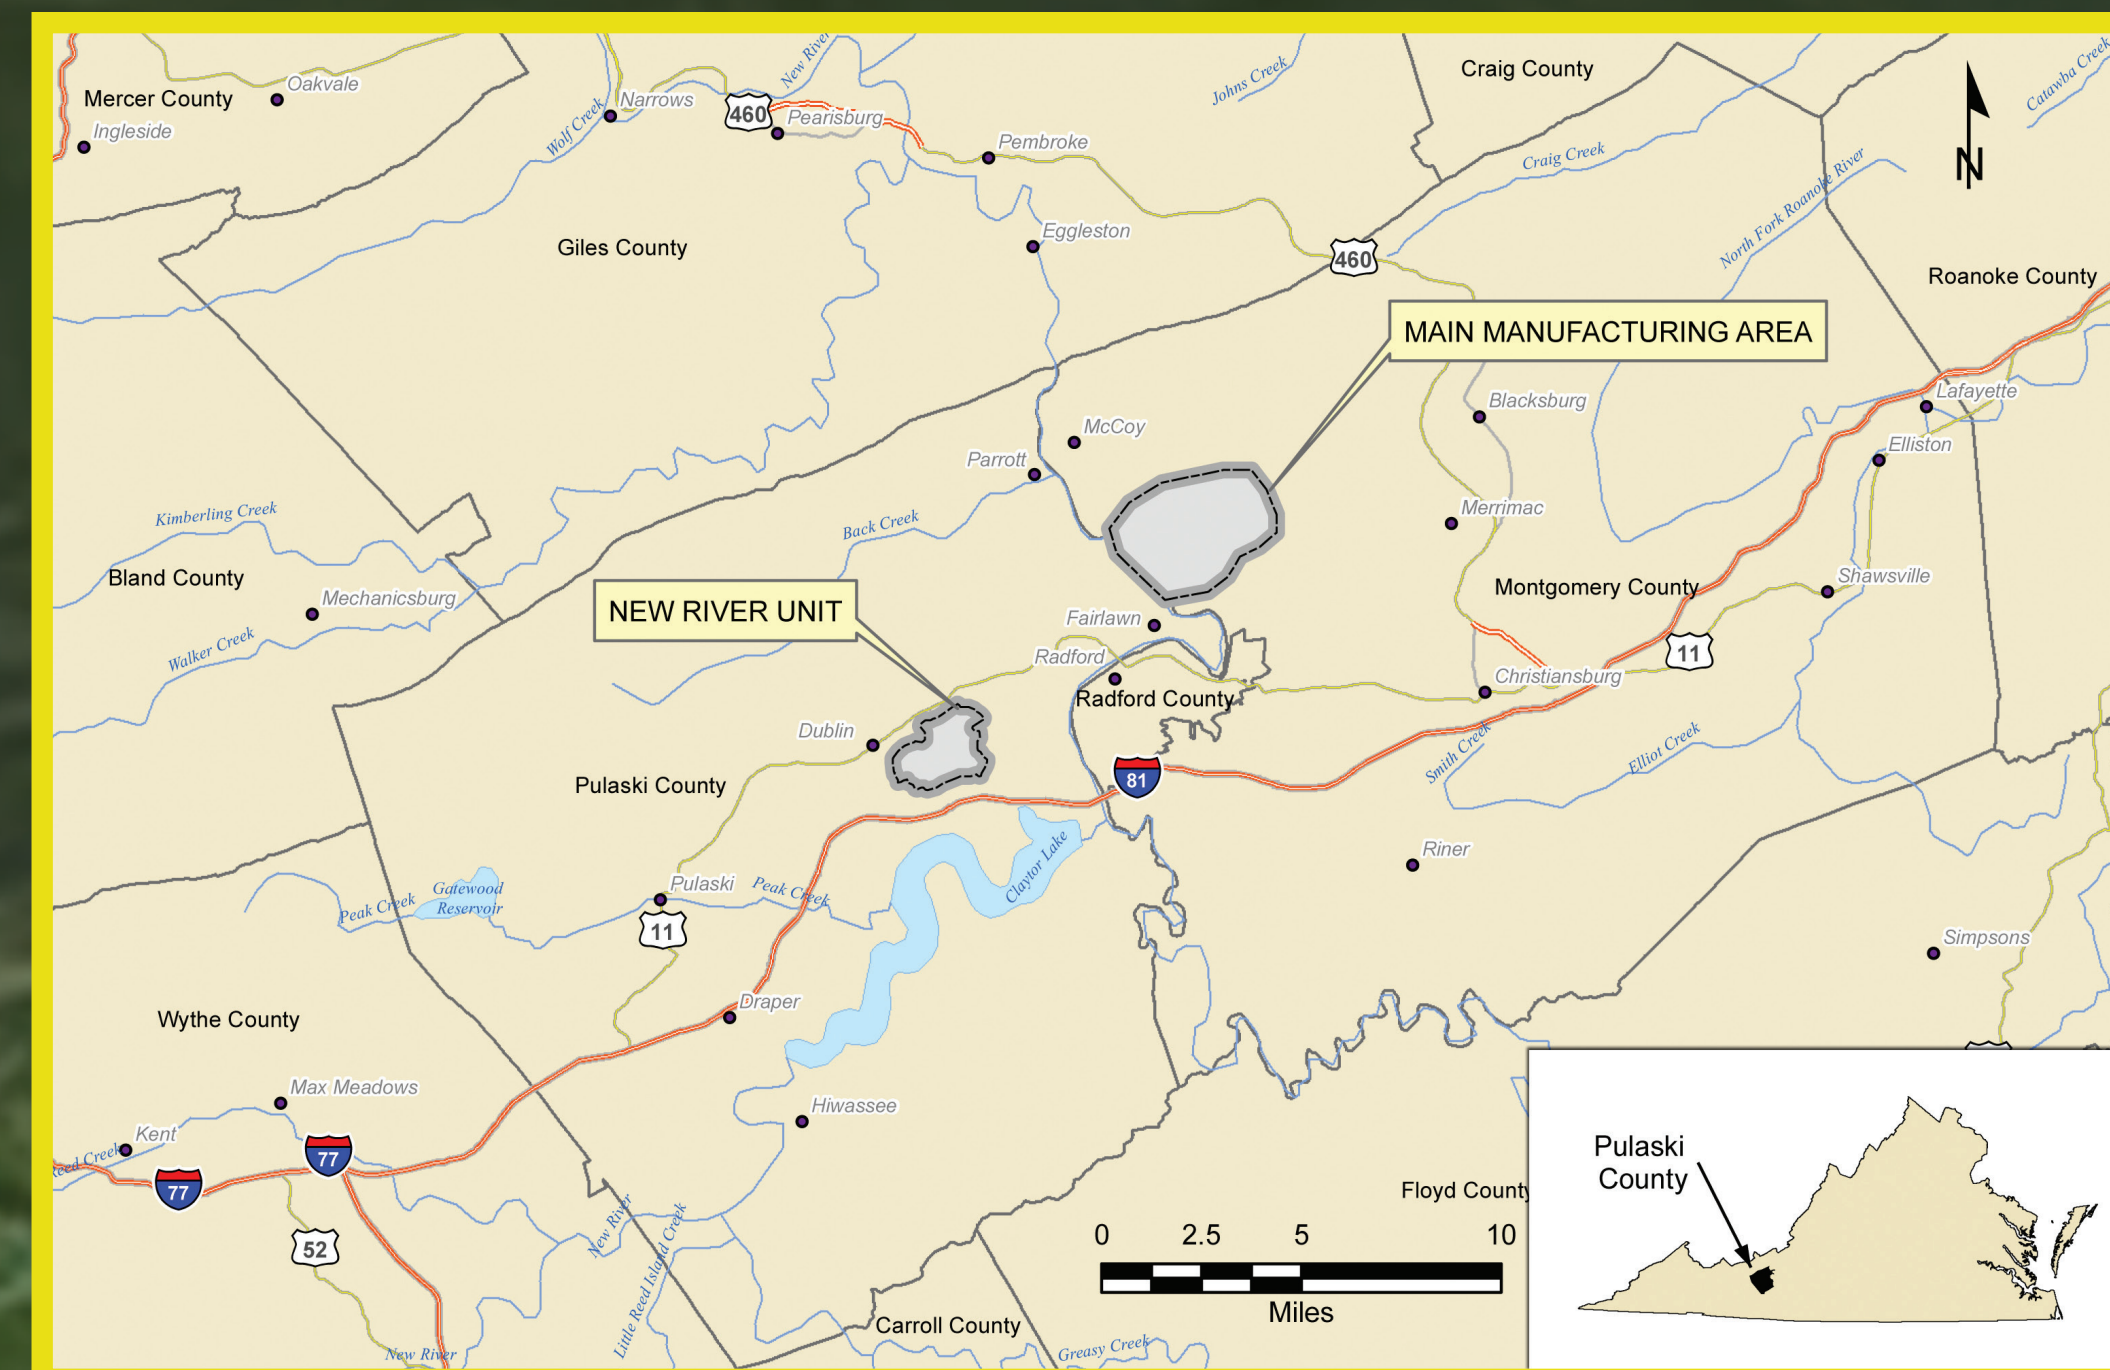 Craig County
Catawba Creek
New River
Johns Creek
Oakvale
Mercer County
Narrows
460
Pearisburg
Ingleside
Wolf Creek
Pembroke
Craig Creek
N
North Fork Roanoke River
Eggleston
Giles County
460
Roanoke County
MAIN MANUFACTURING AREA
Lafayette
Blacksburg
McCoy
Elliston
Parrott
Merrimac
Kimberling Creek
Back Creek
Bland County
Shawsville
Montgomery County
Mechanicsburg
NEW RIVER UNIT
Fairlawn
Walker Creek
11
Radford
Christiansburg
Radford County
Dublin
Smith Creek
Elliot Creek
Pulaski County
81
Riner
Claytor Lake
Pulaski
Peak Creek
Gatewood
Reservoir
Peak Creek
11
Simpsons
Draper
Wythe County
Max Meadows
Hiwassee
Kent
Reed Creek
77
77
Pulaski
County
Floyd County
New River
Little Reed Island Creek
52
0 2.5 5 10
Miles
Carroll County
Greasy Creek
New River